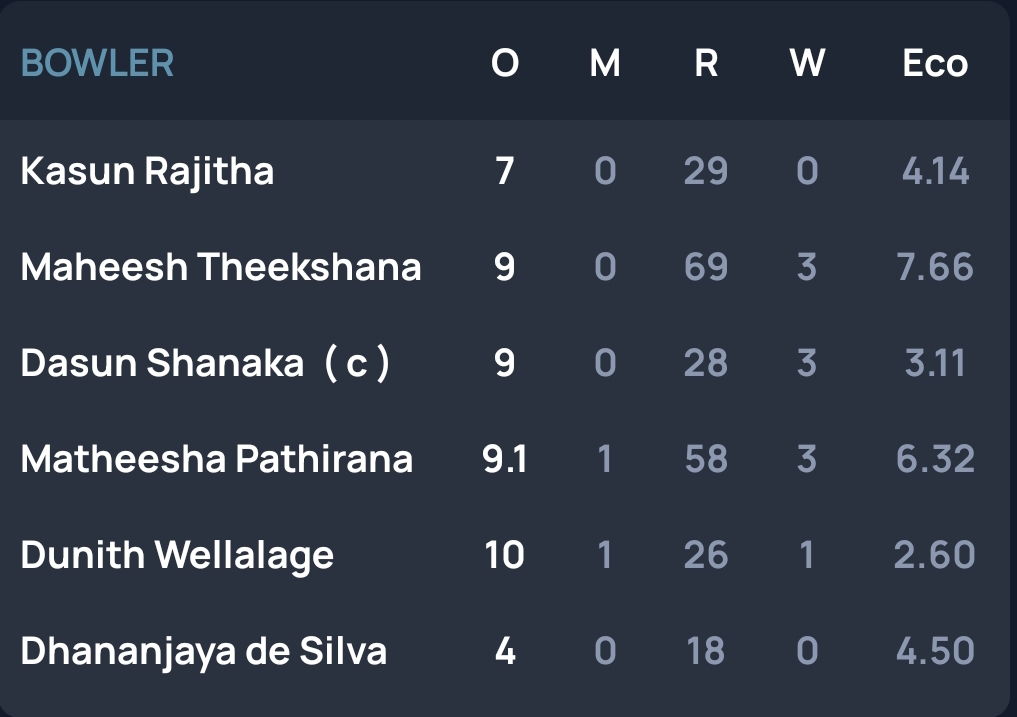 BOWLER O M R W Eco
Kasun Rajitha 7 0 29 0 4.14
Maheesh Theekshana 9 0 69 3 7.66
Dasun Shanaka ( c ) 9 0 28 3 3.11
Matheesha Pathirana 9.1 1 58 3 6.32
Dunith Wellalage 10 1 26 1 2.60
Dhananjaya de Silva 4 0 18 0 4.50